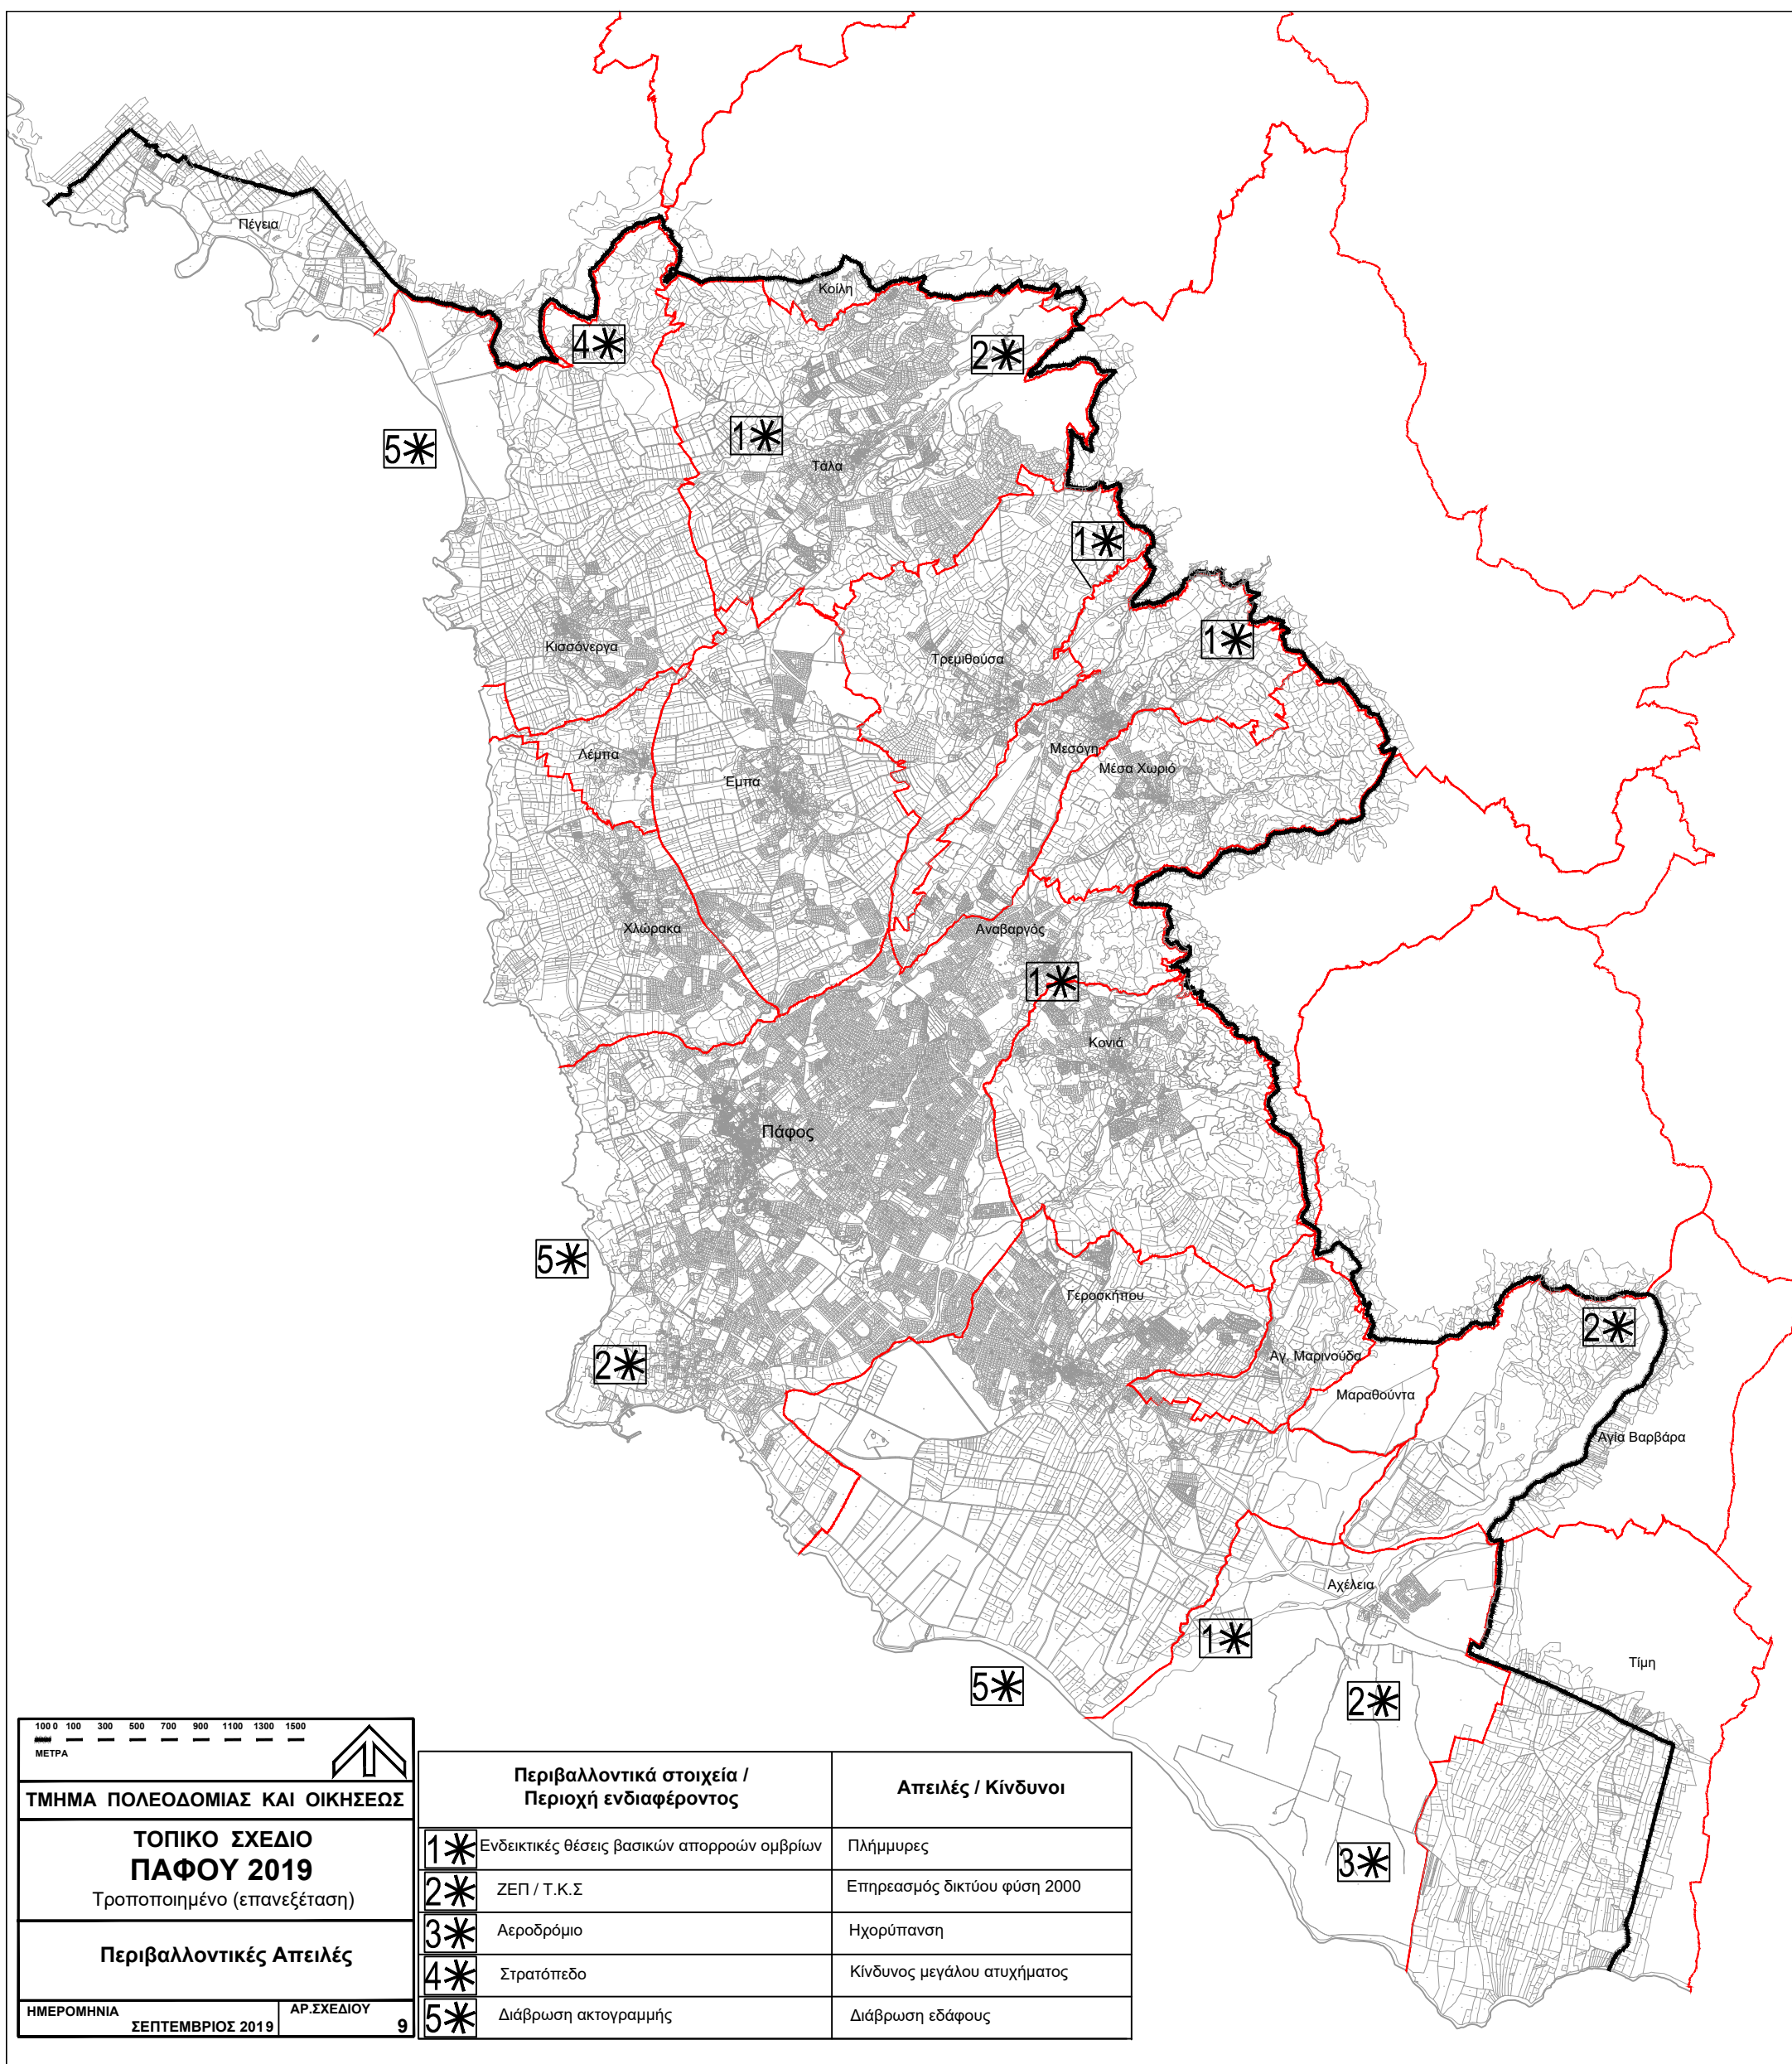 Πέγεια
Κοίλη
4
2
1
5
Τάλα
1
1
Κισσόνεργα
Τρεμιθούσα
Λέμπα
Μεσόγη
Μέσα Χωριό
Έμπα
Χλώρακα
Αναβαργός
1
Κονιά
Πάφος
5
Γεροσκήπου
2
2
Αγ. Μαρινούδα
Μαραθούντα
Αγία Βαρβάρα
Αχέλεια
1
Τίμη
5
2
3
100 0 100 300 500 700 900 1100 1300 1500
ΜΕΤΡΑ
ΤΜΗΜΑ ΠΟΛΕΟΔΟΜΙΑΣ ΚΑΙ ΟΙΚΗΣΕΩΣ
ΤΟΠΙΚΟ ΣΧΕΔΙΟ
ΠΑΦΟΥ 2019
Τροποποιημένο (επανεξέταση)
Περιβαλλοντικές Απειλές
ΗΜΕΡΟΜΗΝΙΑ
ΣΕΠΤΕΜΒΡΙΟΣ 2019
ΑΡ.ΣΧΕΔΙΟΥ
9
Περιβαλλοντικά στοιχεία /
Περιοχή ενδιαφέροντος
Απειλές / Κίνδυνοι
1 Ενδεικτικές θέσεις βασικών απορροών ομβρίων Πλήμμυρες
2 ΖΕΠ / Τ.Κ.Σ Επηρεασμός δικτύου φύση 2000
3 Αεροδρόμιο Ηχορύπανση
4 Στρατόπεδο Κίνδυνος μεγάλου ατυχήματος
5 Διάβρωση ακτογραμμής Διάβρωση εδάφους